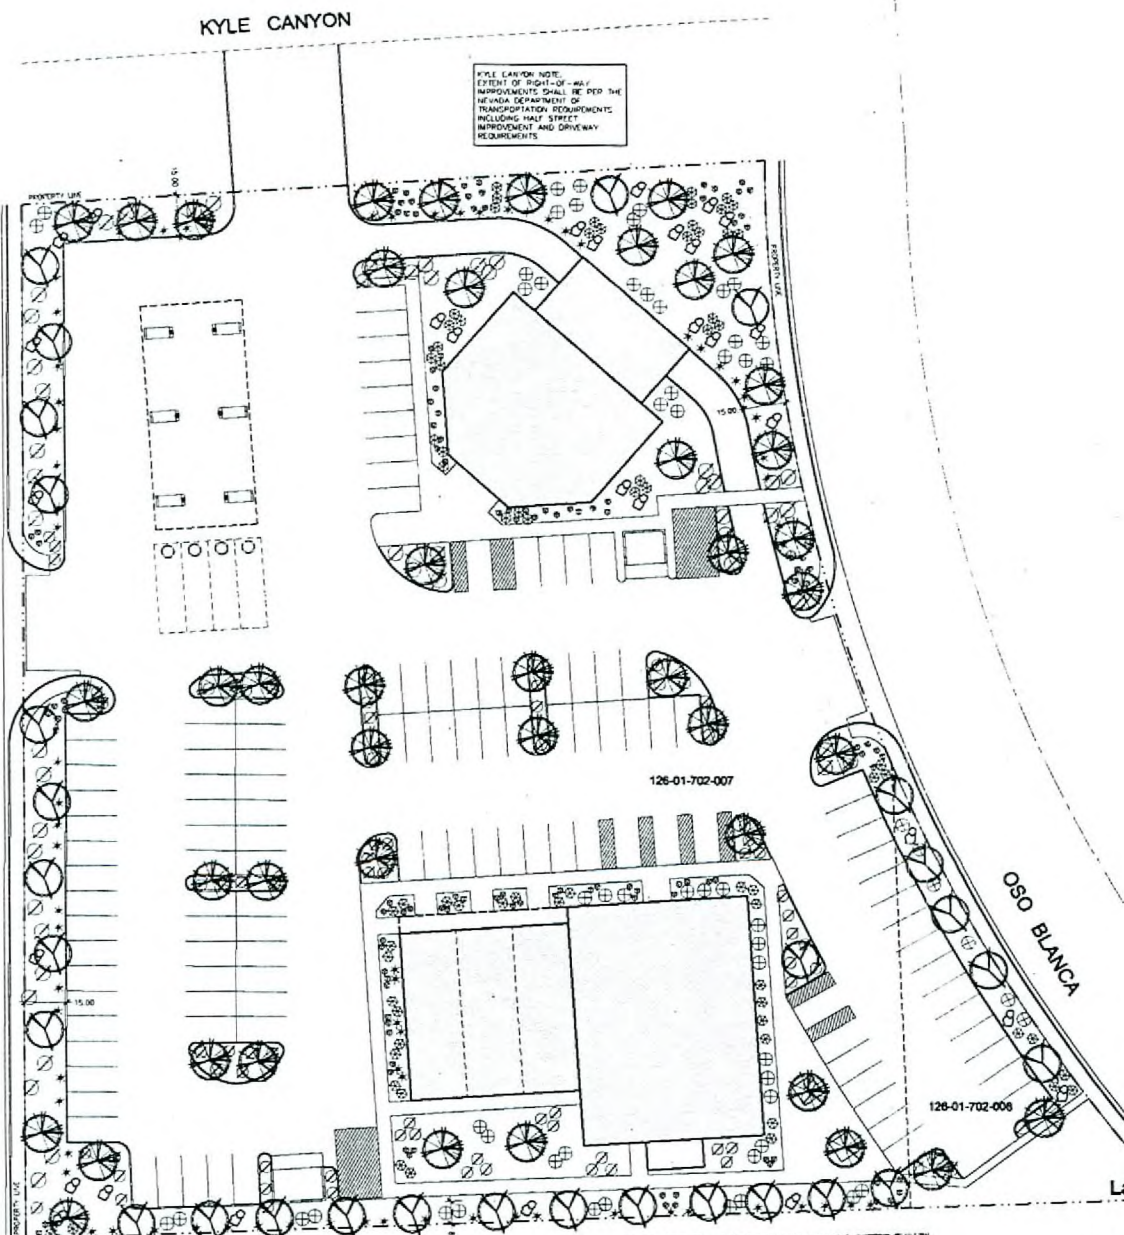 KYLE CANYON
KYLE CANYON NOTE:
EXTENT OF RIGHT-OF-WAY
IMPROVEMENTS SHALL BE PER THE
NEVADA DEPARTMENT OF
TRANSPORTATION REQUIREMENTS
INCLUDING HALF STREET
IMPROVEMENT AND DRIVEWAY
REQUIREMENTS
PROPERTY LINE
15.00
PROPERTY LINE
15.00
126-01-702-007
OSO BLANCA
15.00
126-01-702-006
PROPERTY LINE